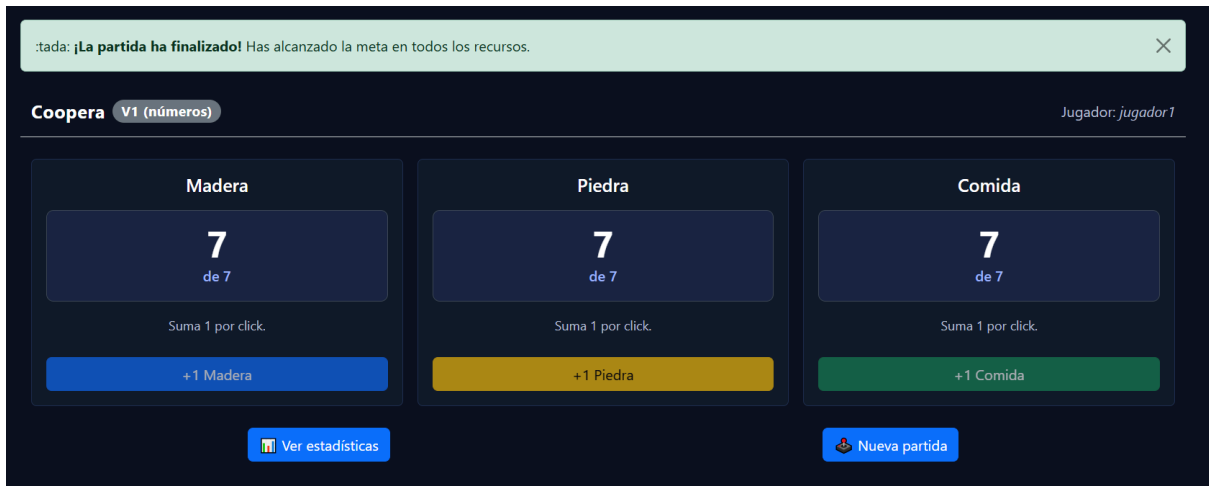 :tada: ¡La partida ha finalizado! Has alcanzado la meta en todos los recursos.
Coopera V1 (números) Jugador: jugador1
Madera
7
de 7
Suma 1 por click.
+1 Madera
Piedra
7
de 7
Suma 1 por click.
+1 Piedra
Comida
7
de 7
Suma 1 por click.
+1 Comida
Ver estadísticas
Nueva partida